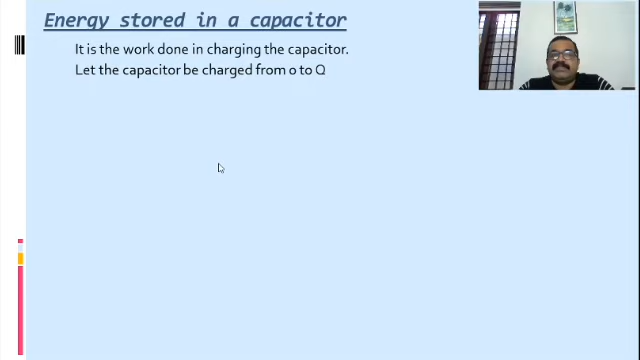 Energy stored in a capacitor
It is the work done in charging the capacitor.
Let the capacitor be charged from 0 to Q